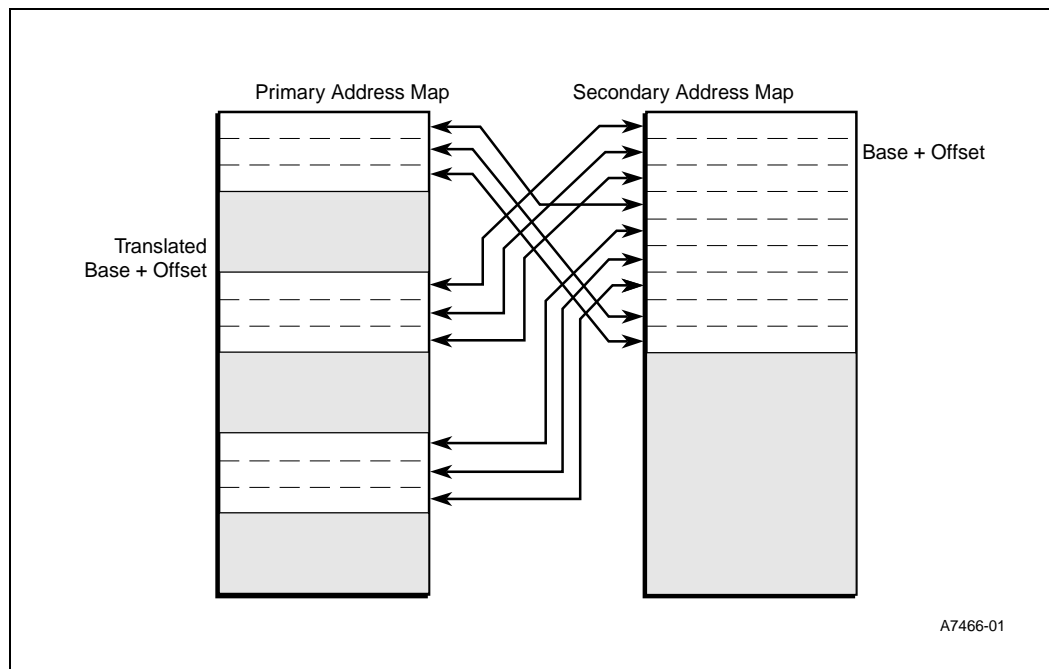 Primary Address Map
Secondary Address Map
Base + Offset
Translated
Base + Offset
A7466-01